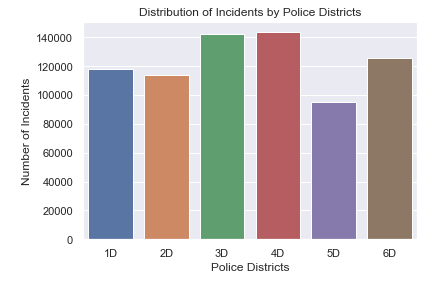 Distribution of Incidents by Police Districts
Number of Incidents
140000
120000
100000
80000
60000
40000
20000
0
1D 2D 3D 4D 5D 6D
Police Districts